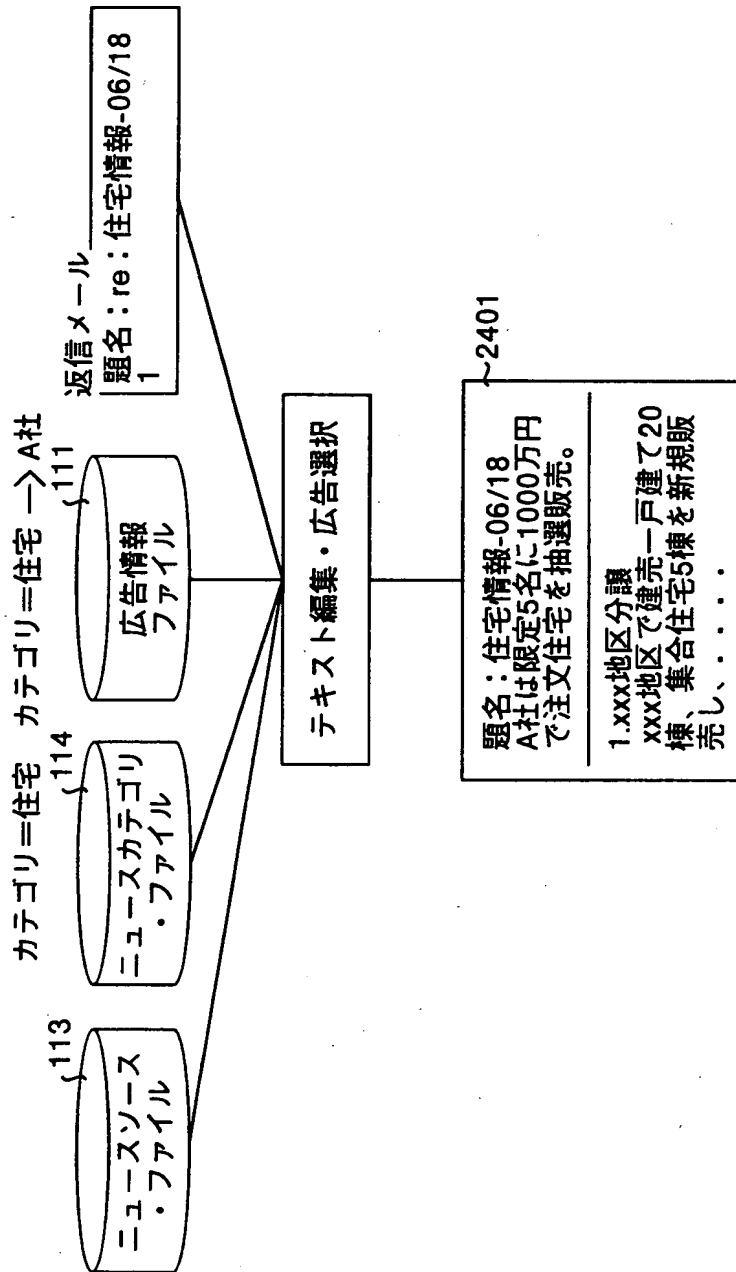 カテゴリ＝住宅
カテゴリ＝住宅 ―> A社
113
ニュースソース
・ファイル
114
ニュースカテゴリ
・ファイル
111
広告情報
ファイル
返信メール
題名：re：住宅情報-06/18
1
テキスト編集・広告選択
2401
題名：住宅情報-06/18
A社は限定5名に1000万円
で注文住宅を抽選販売。
1.xxx地区分譲
xxx地区で建売一戸建て20
棟、集合住宅5棟を新規販
売し、・・・・・